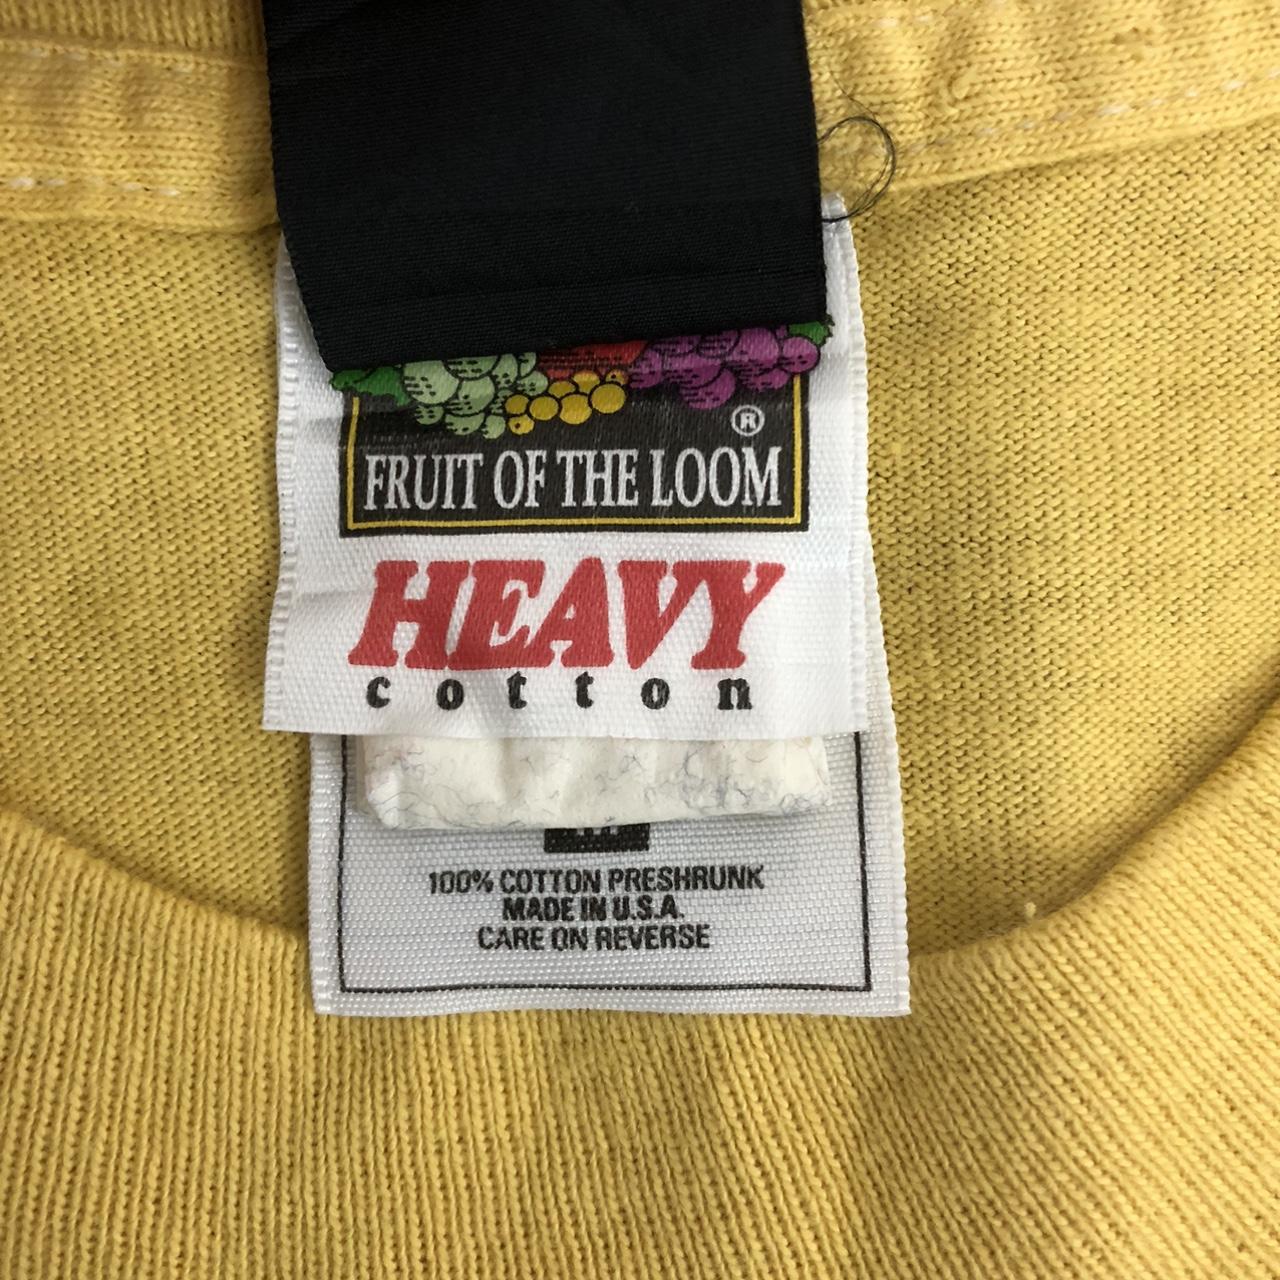 ®
FRUIT OF THE LOOM
HEAVY
cotton
100% COTTON PRESHRUNK
MADE IN U.S.A.
CARE ON REVERSE